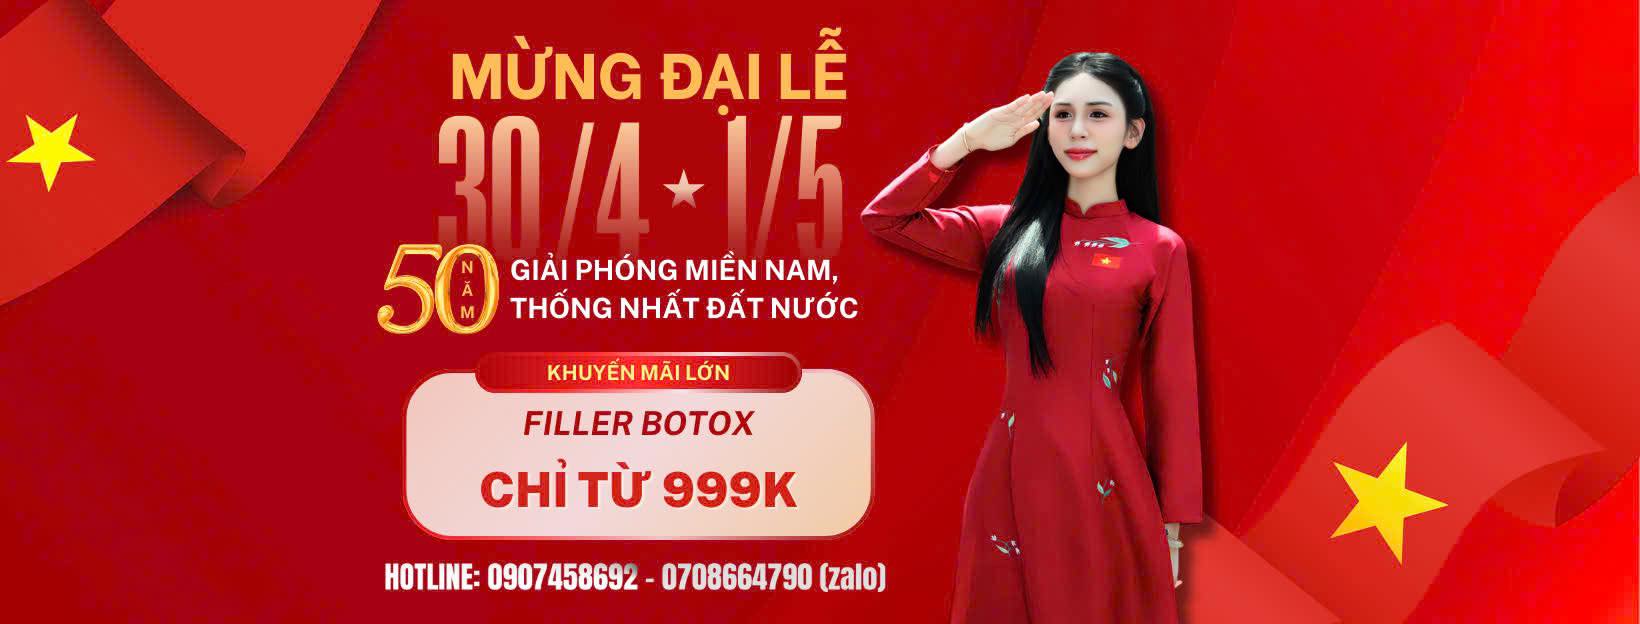 MỪNG ĐẠI LỄ
30/4 ★ 1/5
50 NĂM
GIẢI PHÓNG MIỀN NAM,
THỐNG NHẤT ĐẤT NƯỚC
KHUYẾN MÃI LỚN
FILLER BOTOX
CHỈ TỪ 999K
HOTLINE: 0907458692 - 0708664790 (zalo)